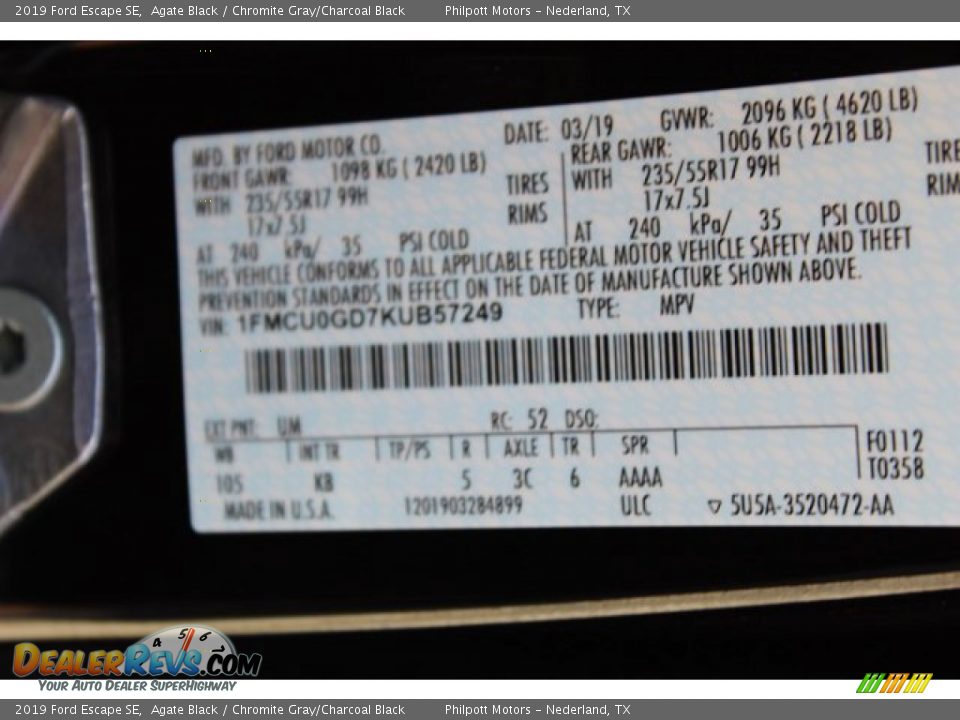 2019 Ford Escape SE, Agate Black / Chromite Gray/Charcoal Black Philpott Motors - Nederland, TX
MFD. BY FORD MOTOR CO. DATE: 03/19 GVWR: 2096 KG ( 4620 LB)
FRONT GAWR: 1098 KG ( 2420 LB) REAR GAWR: 1006 KG ( 2218 LB)
WITH 235/55R17 99H TIRES WITH 235/55R17 99H TIRE
17x7.5J RIMS 17x7.5J RIM
AT 240 kPa/ 35 PSI COLD AT 240 kPa/ 35 PSI COLD
THIS VEHICLE CONFORMS TO ALL APPLICABLE FEDERAL MOTOR VEHICLE SAFETY AND THEFT
PREVENTION STANDARDS IN EFFECT ON THE DATE OF MANUFACTURE SHOWN ABOVE.
VIN: 1FMCU0GD7KUB57249 TYPE: MPV
EXT PNT: UM RC: 52 DSO:
WB INT TR TP/PS R AXLE TR SPR F0112
105 KB 5 3C 6 AAAA T0358
MADE IN U.S.A. 1201903284899 ULC 5U5A-3520472-AA
DEALERREVS.COM
YOUR AUTO DEALER SUPERHIGHWAY
4 5 6
2019 Ford Escape SE, Agate Black / Chromite Gray/Charcoal Black Philpott Motors - Nederland, TX